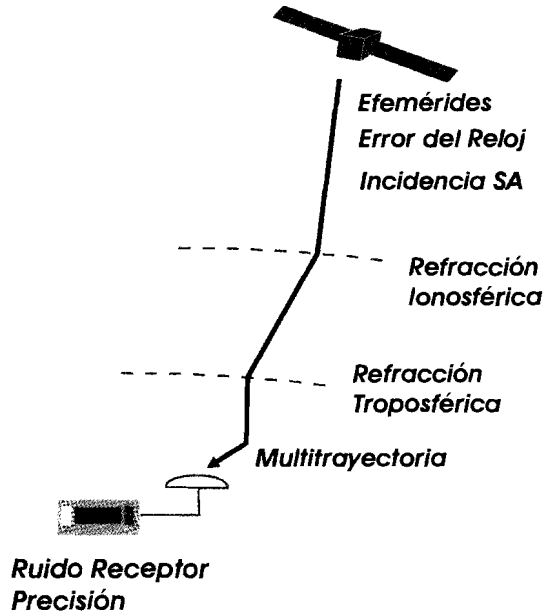 Efemérides
Error del Reloj
Incidencia SA
Refracción
Ionosférica
Refracción
Troposférica
Multitrayectoria
Ruido Receptor
Precisión